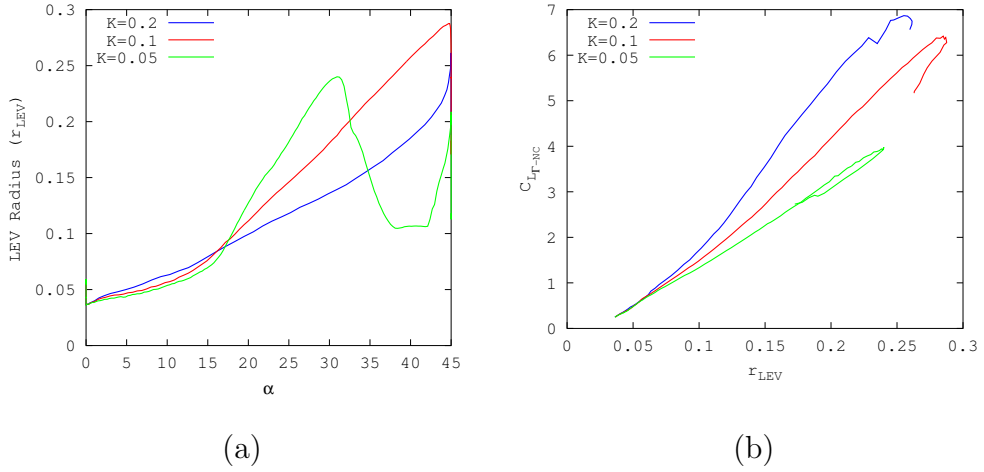 0.3
0.25
0.2
0.15
0.1
0.05
0
LEV Radius (r_LEV)
K=0.2
K=0.1
K=0.05
0 5 10 15 20 25 30 35 40 45
α
(a)
7
6
5
4
3
2
1
0
C_LΓ-NC
K=0.2
K=0.1
K=0.05
0 0.05 0.1 0.15 0.2 0.25 0.3
r_LEV
(b)